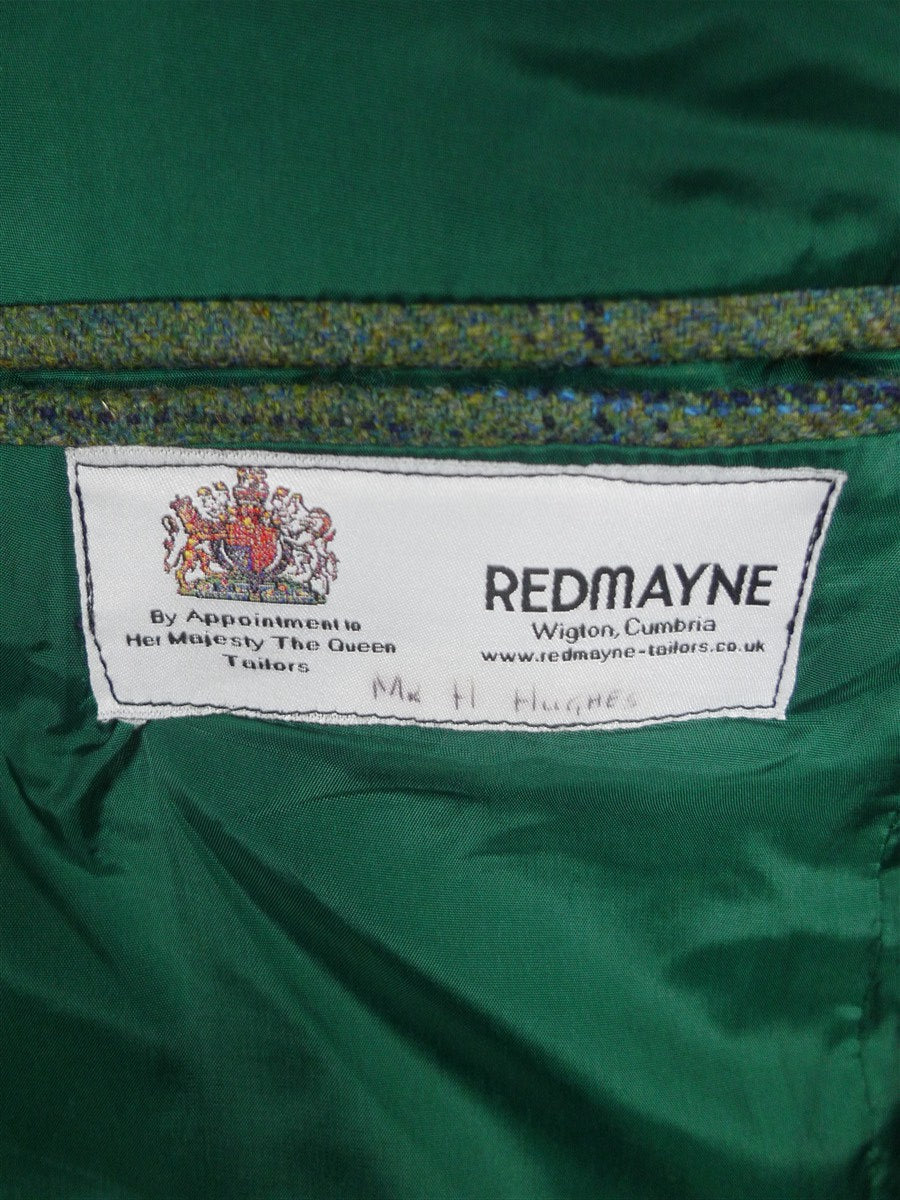 By Appointment to
Her Majesty The Queen
Tailors
REDMAYNE
Wigton, Cumbria
www.redmayne-tailors.co.uk
Mr H HUGHES